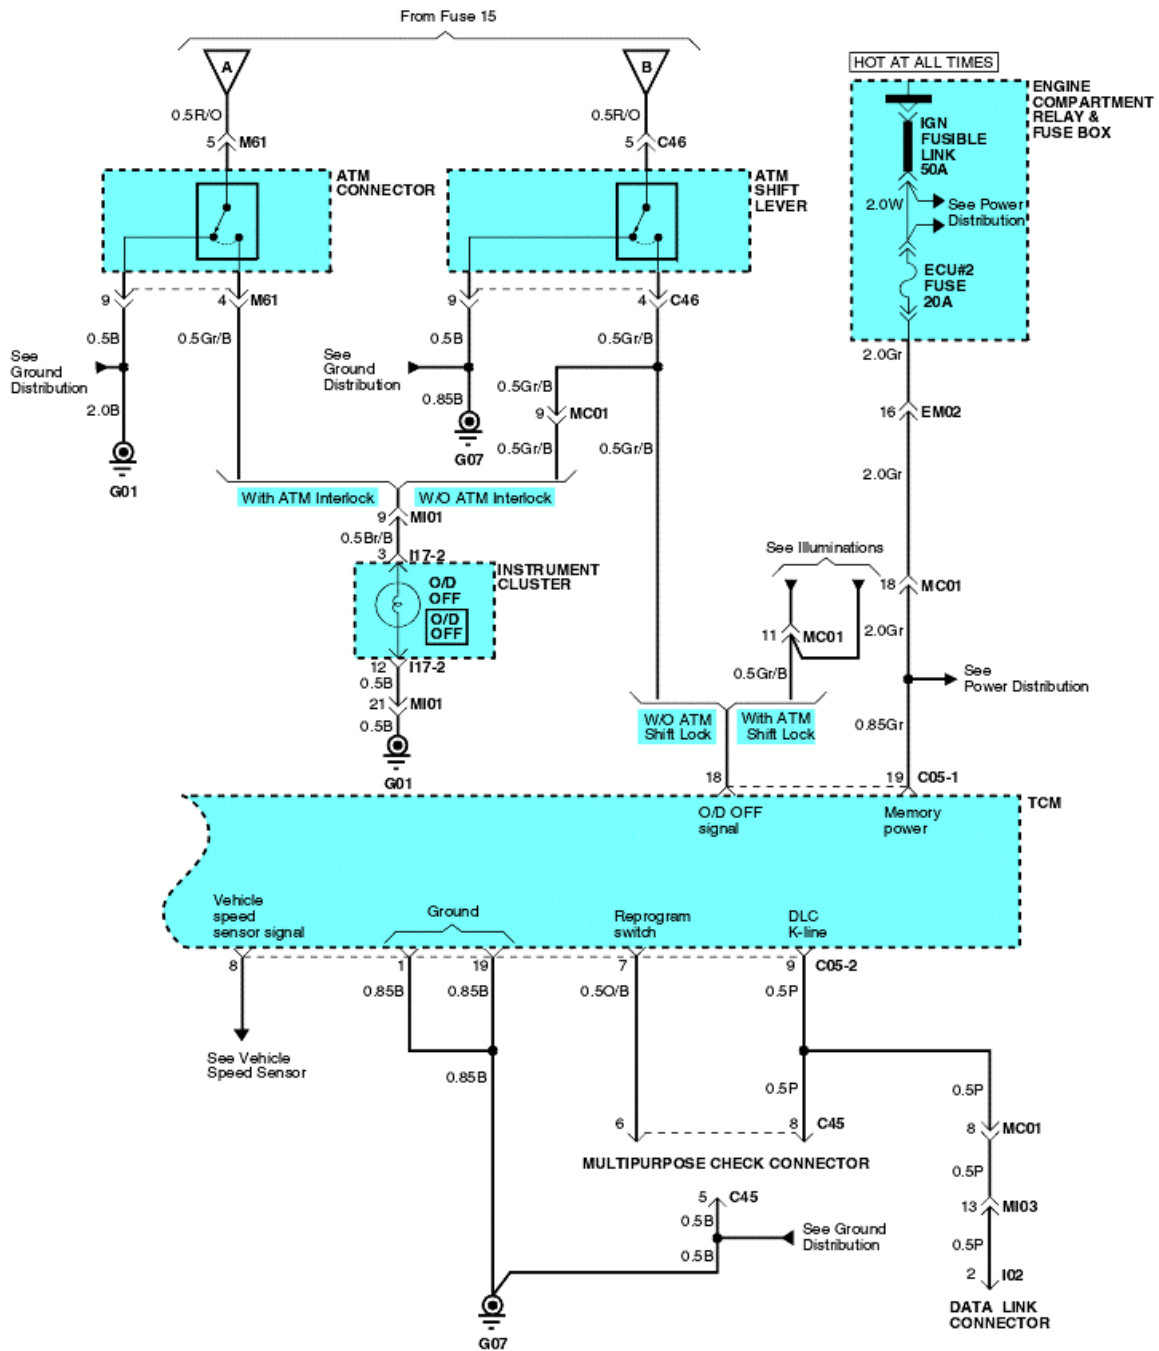 From Fuse 15
A
B
HOT AT ALL TIMES
ENGINE
COMPARTMENT
RELAY &
FUSE BOX
0.5R/O
0.5R/O
5
M61
5
C46
IGN
FUSIBLE
LINK
50A
ATM
CONNECTOR
ATM
SHIFT
LEVER
2.0W
See Power
Distribution
ECU#2
FUSE
20A
9
4
M61
9
4
C46
0.5B
0.5Gr/B
0.5B
0.5Gr/B
2.0Gr
See
Ground
Distribution
See
Ground
Distribution
0.5Gr/B
2.0B
0.85B
9
MC01
16
EM02
G01
G07
0.5Gr/B
0.5Gr/B
2.0Gr
With ATM Interlock
W/O ATM Interlock
9
MI01
0.5Br/B
3
I17-2
See Illuminations
INSTRUMENT
CLUSTER
O/D
OFF
O/D
OFF
18
MC01
11
MC01
2.0Gr
12
I17-2
0.5B
0.5Gr/B
See
Power Distribution
21
MI01
0.5B
W/O ATM
Shift Lock
With ATM
Shift Lock
0.85Gr
G01
18
19
C05-1
TCM
O/D OFF
signal
Memory
power
Vehicle
speed
sensor signal
Ground
Reprogram
switch
DLC
K-line
8
1
19
7
9
C05-2
0.85B
0.85B
0.5O/B
0.5P
See Vehicle
Speed Sensor
0.85B
0.5P
0.5P
6
8
C45
8
MC01
MULTIPURPOSE CHECK CONNECTOR
0.5P
5
C45
13
MI03
0.5B
See Ground
Distribution
0.5B
0.5P
2
I02
DATA LINK
CONNECTOR
G07